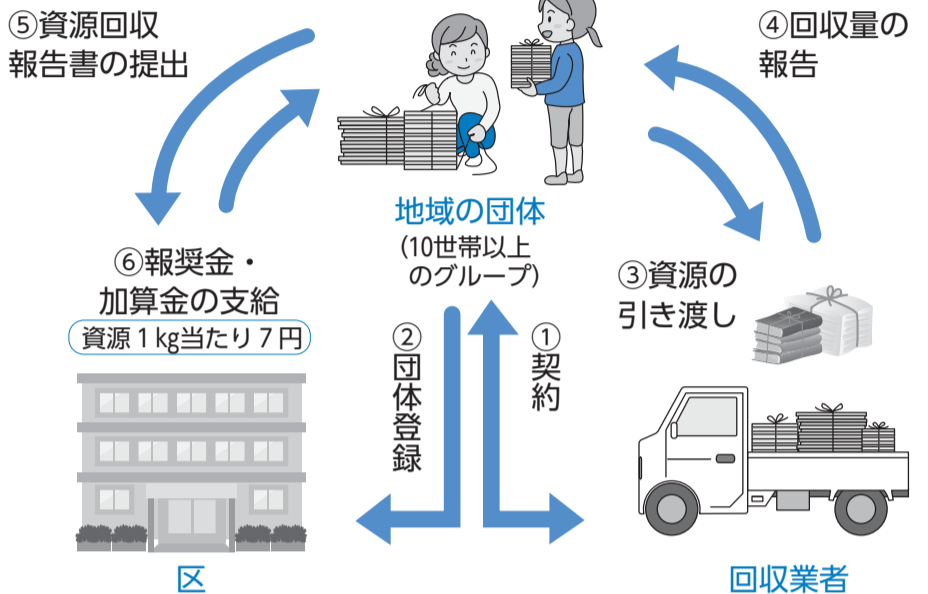 ⑤資源回収
報告書の提出
④回収量の
報告
地域の団体
(10世帯以上
のグループ)
⑥報奨金・
加算金の支給
資源1kg当たり7円
③資源の
引き渡し
②団体登録
①契約
区
回収業者